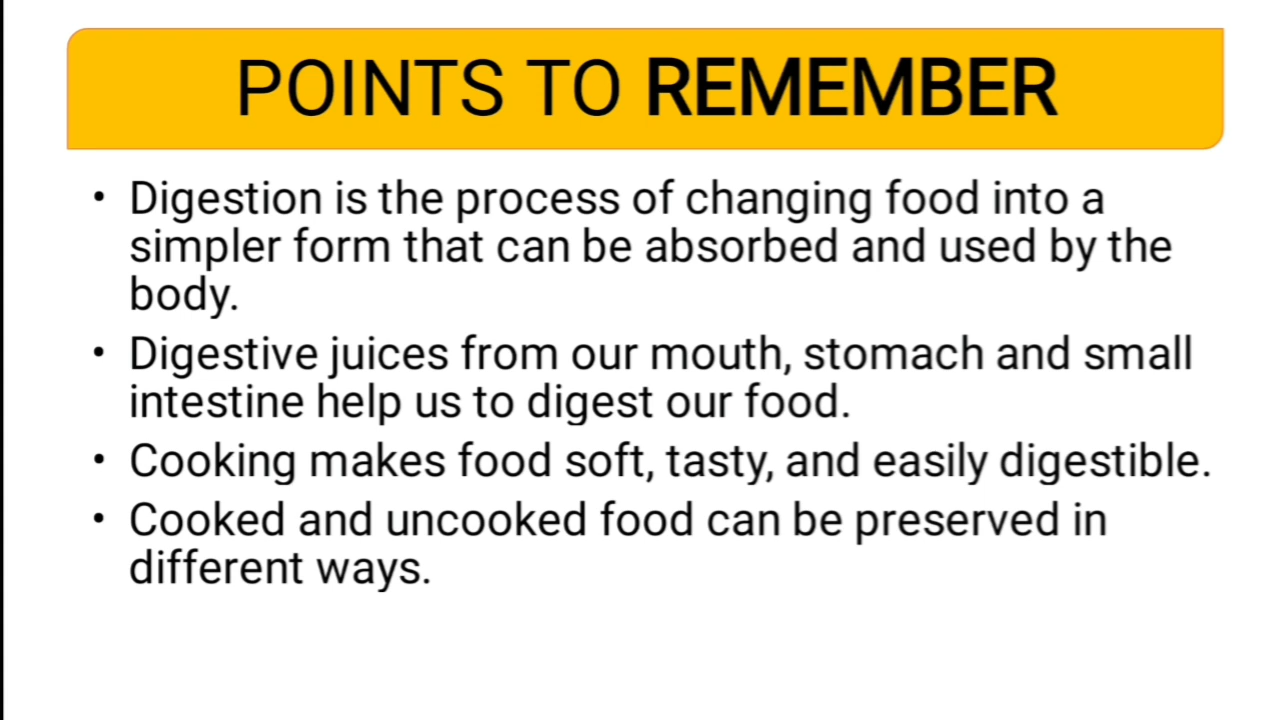 POINTS TO REMEMBER
• Digestion is the process of changing food into a
simpler form that can be absorbed and used by the
body.
• Digestive juices from our mouth, stomach and small
intestine help us to digest our food.
• Cooking makes food soft, tasty, and easily digestible.
• Cooked and uncooked food can be preserved in
different ways.